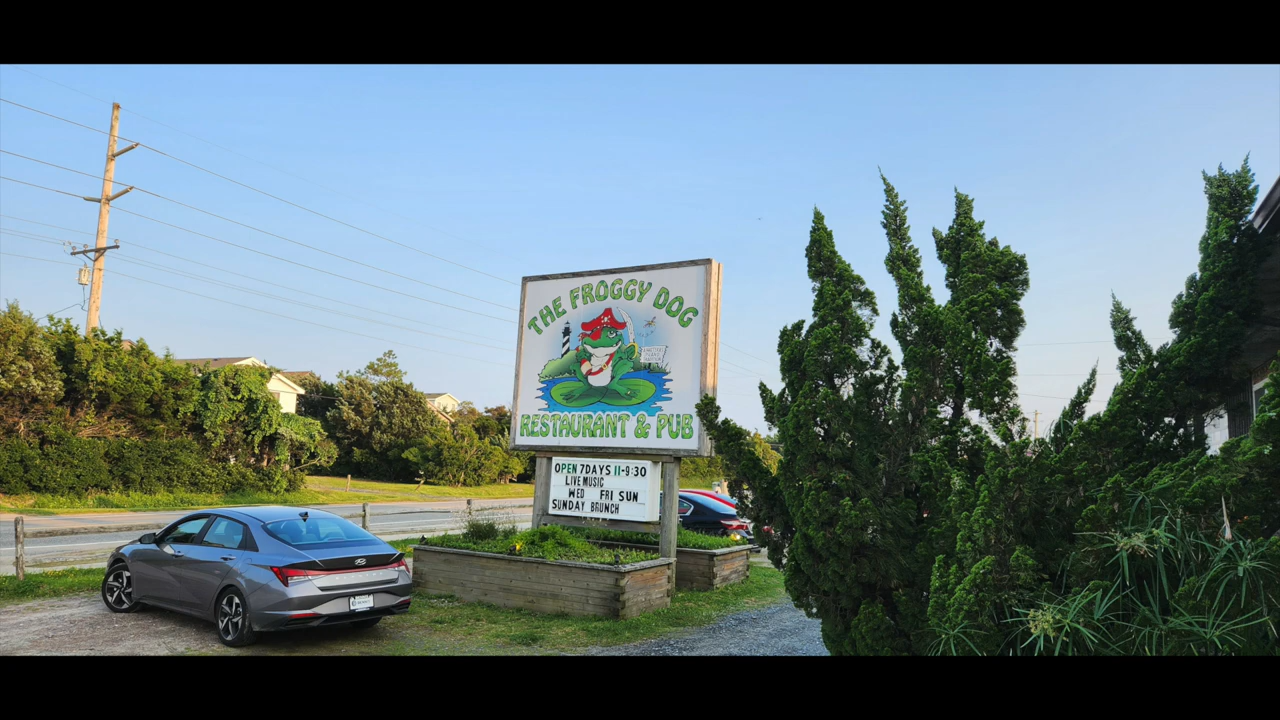 THE FROGGY DOG
RESTAURANT & PUB
OPEN 7DAYS 11-9:30
LIVE MUSIC
WED FRI SUN
SUNDAY BRUNCH